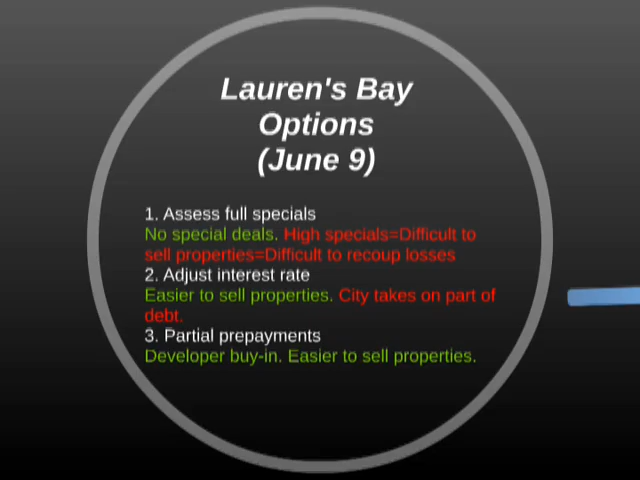 Lauren's Bay
Options
(June 9)
1. Assess full specials
No special deals. High specials=Difficult to
sell properties=Difficult to recoup losses
2. Adjust interest rate
Easier to sell properties. City takes on part of
debt.
3. Partial prepayments
Developer buy-in. Easier to sell properties.